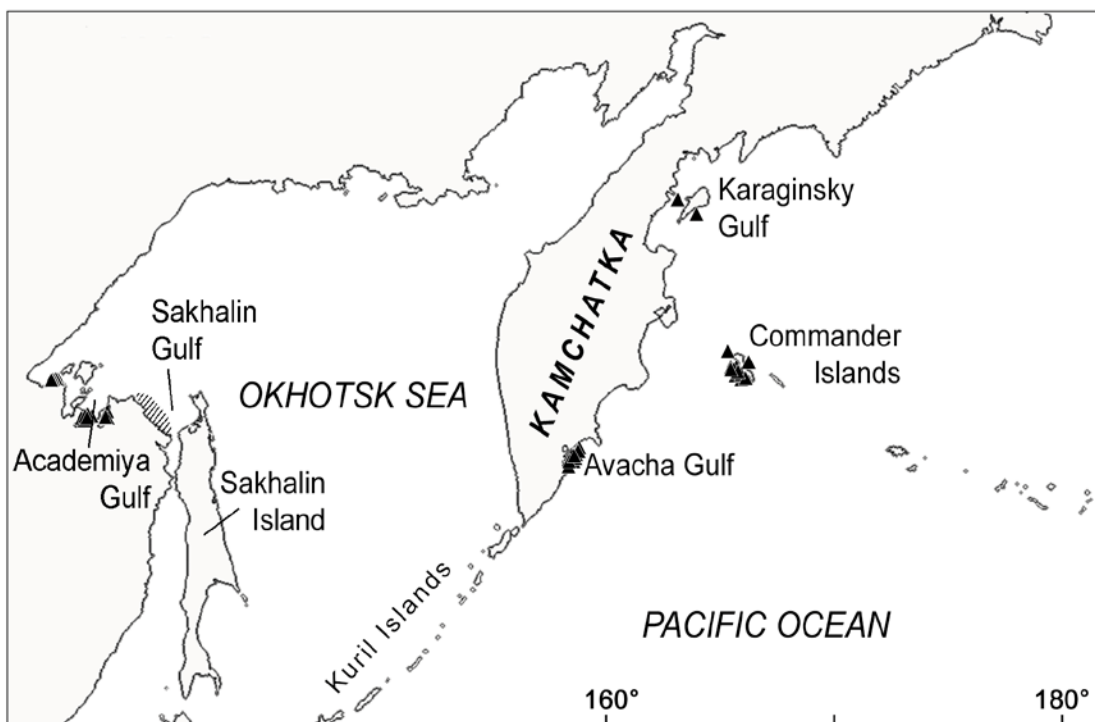 Karaginsky
Gulf
KAMCHATKA
Sakhalin
Gulf
Commander
Islands
OKHOTSK SEA
Academiya
Gulf
Avacha Gulf
Sakhalin
Island
Kuril Islands
PACIFIC OCEAN
160°
180°